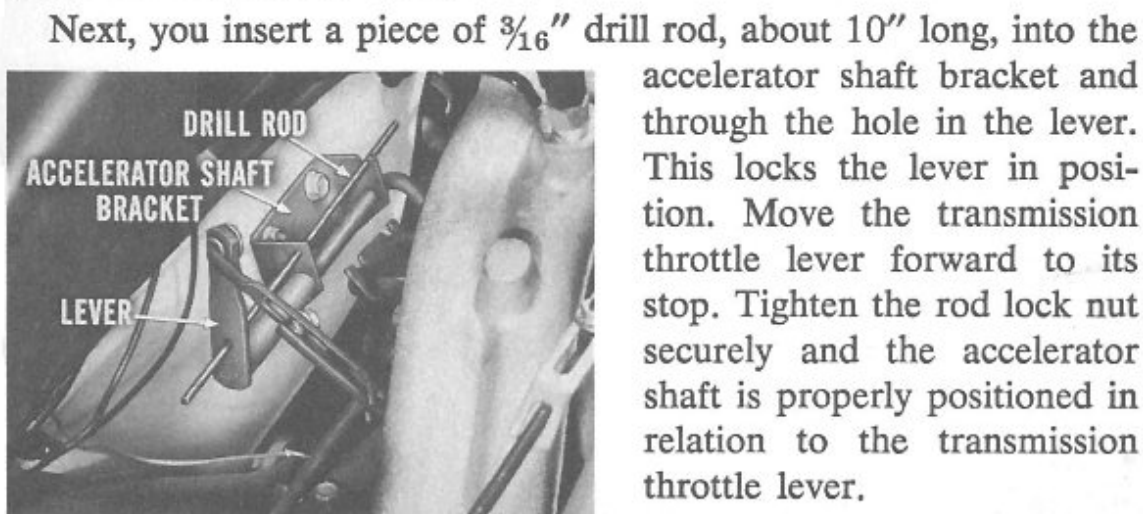 Next, you insert a piece of 3/16″ drill rod, about 10″ long, into the
accelerator shaft bracket and
through the hole in the lever.
This locks the lever in posi-
tion. Move the transmission
throttle lever forward to its
stop. Tighten the rod lock nut
securely and the accelerator
shaft is properly positioned in
relation to the transmission
throttle lever.
DRILL ROD
ACCELERATOR SHAFT
BRACKET
LEVER